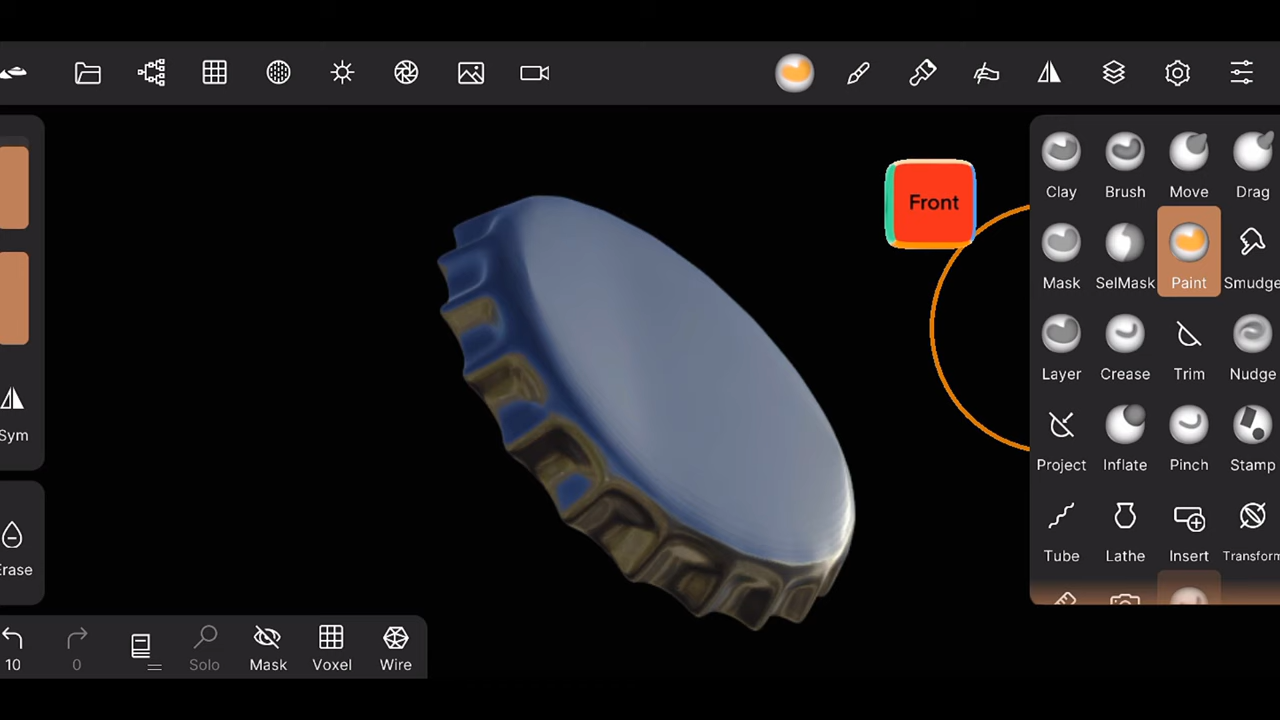 Front
Clay Brush Move Drag
Mask SelMask Paint Smudge
Layer Crease Trim Nudge
Project Inflate Pinch Stamp
Tube Lathe Insert Transform
Sym
Erase
10 0 Solo Mask Voxel Wire